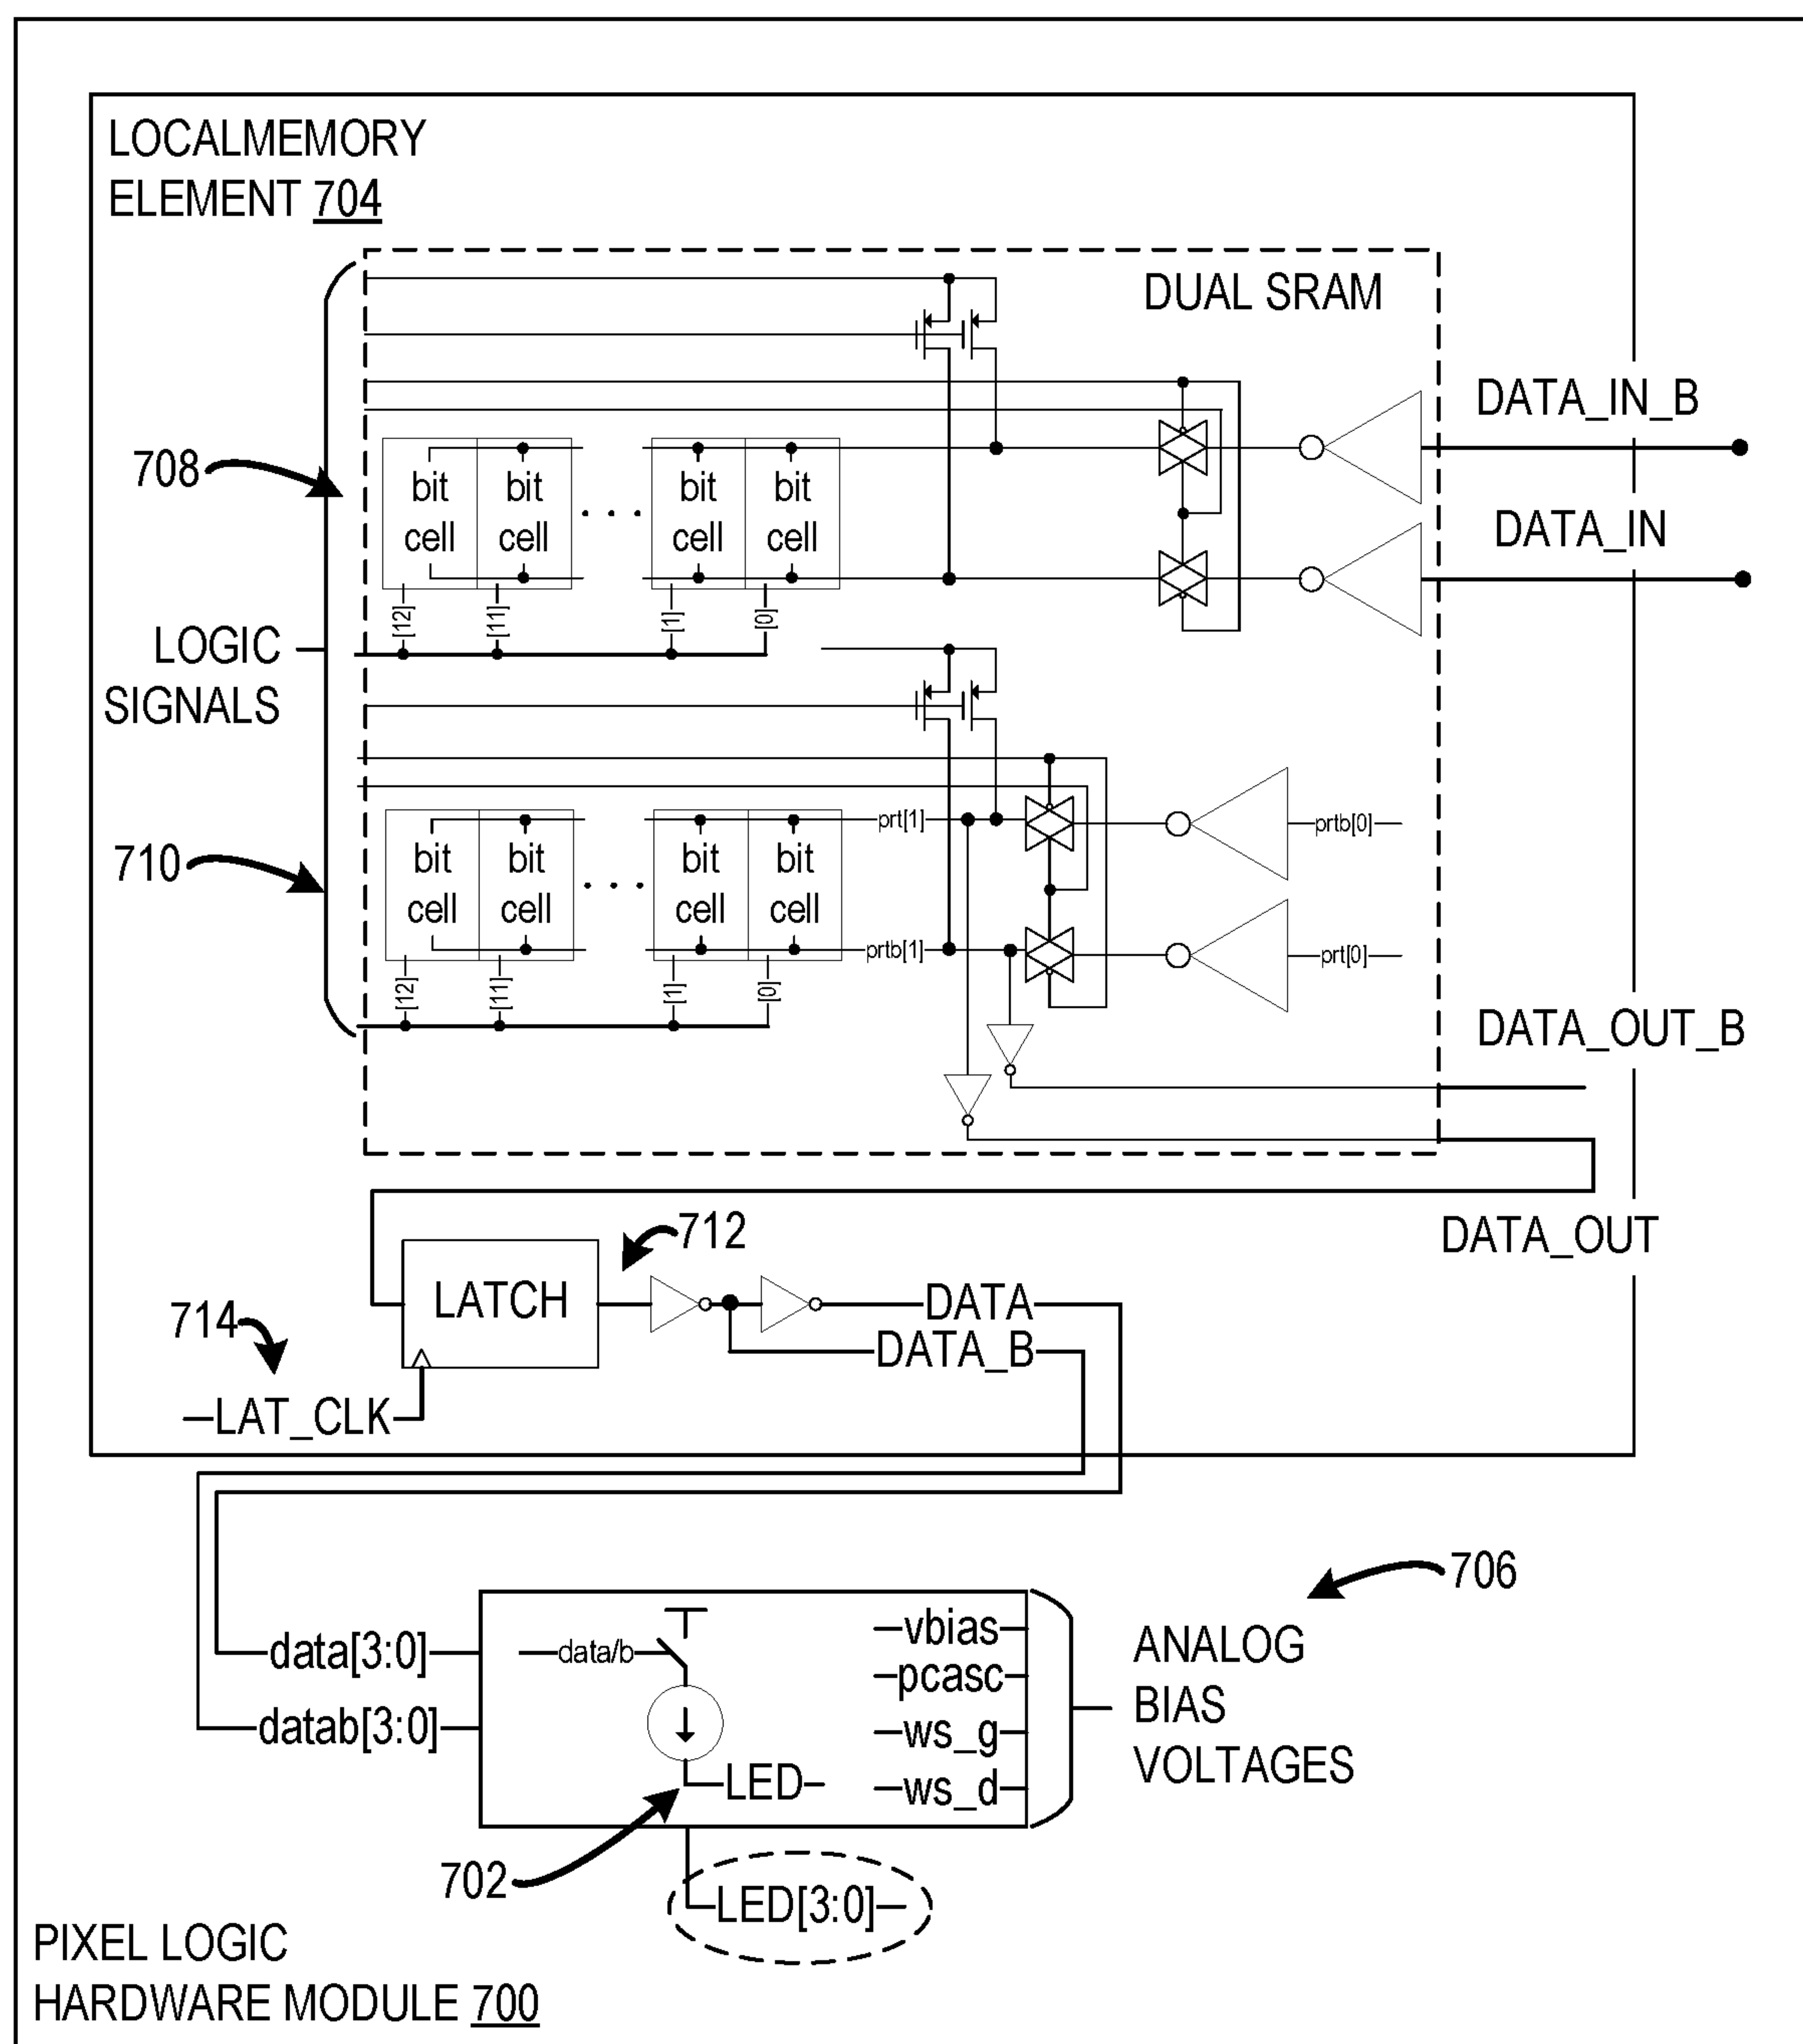 LOCALMEMORY
ELEMENT 704
DUAL SRAM
DATA_IN_B
DATA_IN
708
bit cell
bit cell
. . .
bit cell
bit cell
[12]
[11]
[1]
[0]
LOGIC
SIGNALS
710
bit cell
bit cell
. . .
bit cell
bit cell
prt[1]
prtb[0]
prtb[1]
prt[0]
[12]
[11]
[1]
[0]
DATA_OUT_B
DATA_OUT
712
LATCH
714
LAT_CLK
DATA
DATA_B
706
data[3:0]
datab[3:0]
data/b
LED
vbias
pcasc
ws_g
ws_d
ANALOG
BIAS
VOLTAGES
702
LED[3:0]
PIXEL LOGIC
HARDWARE MODULE 700